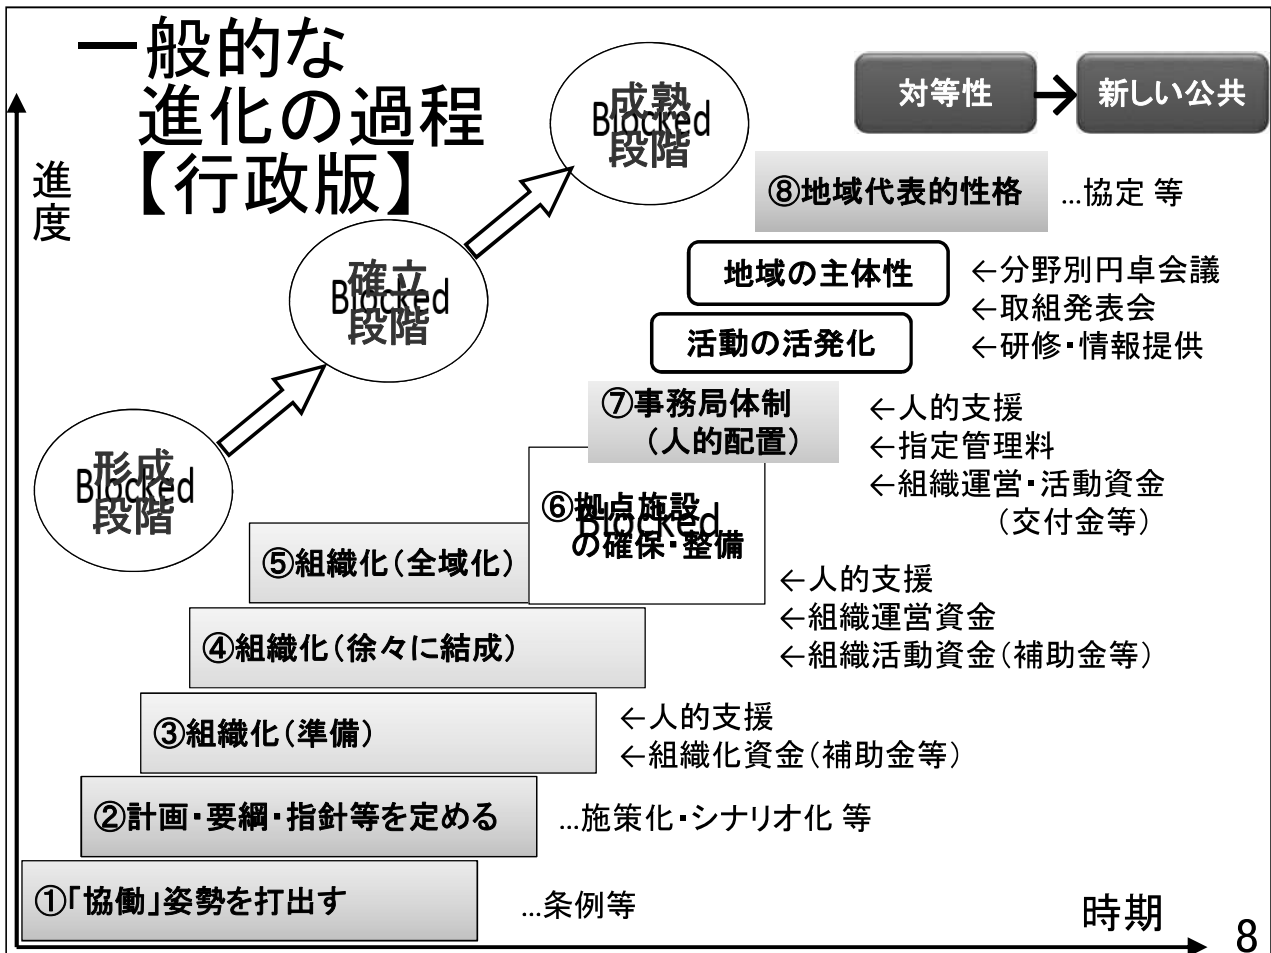 一般的な
進化の過程
【行政版】
進度
成熟
段階
Blocked
対等性
新しい公共
⑧地域代表的性格
…協定 等
確立
段階
Blocked
地域の主体性
←分野別円卓会議
←取組発表会
←研修・情報提供
活動の活発化
⑦事務局体制
（人的配置）
←人的支援
←指定管理料
←組織運営・活動資金
（交付金等）
形成
段階
Blocked
⑥拠点施設
の確保・整備
Blocked
⑤組織化（全域化）
←人的支援
←組織運営資金
←組織活動資金（補助金等）
④組織化（徐々に結成）
③組織化（準備）
←人的支援
←組織化資金（補助金等）
②計画・要綱・指針等を定める
…施策化・シナリオ化 等
①「協働」姿勢を打出す
…条例等
時期
8